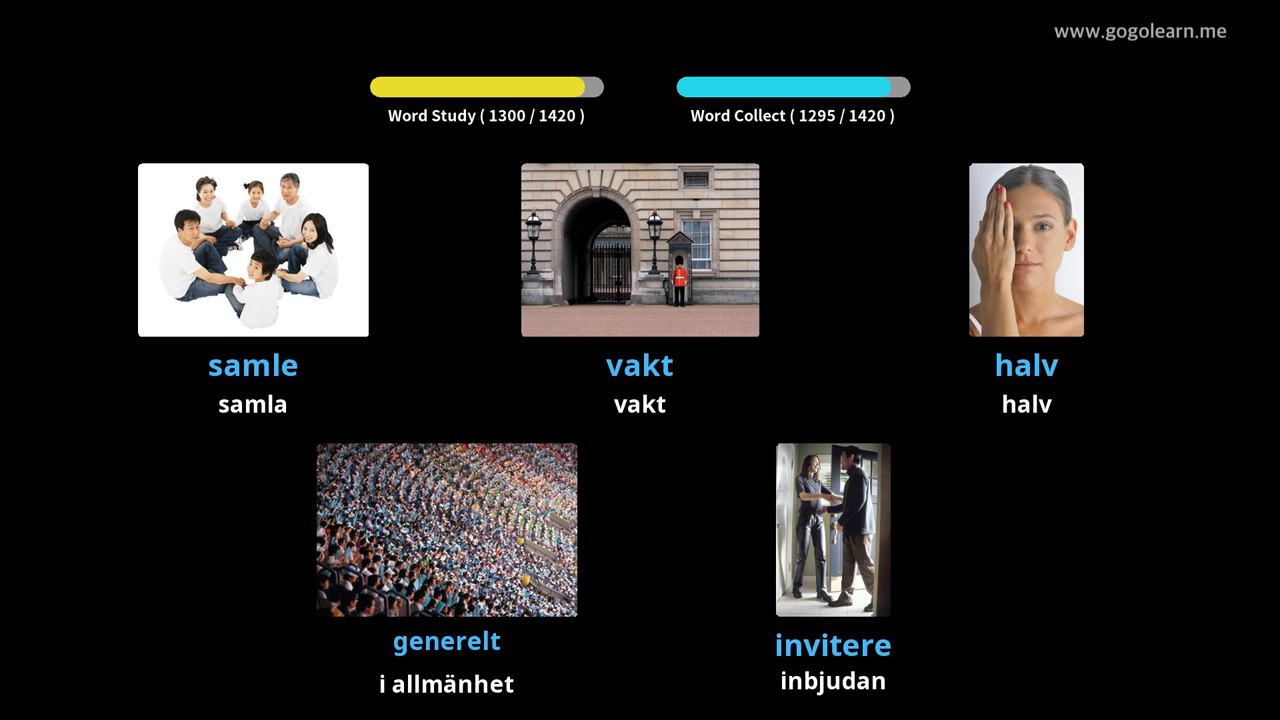 www.gogolearn.me
Word Study ( 1300 / 1420 )
Word Collect ( 1295 / 1420 )
samle
samla
vakt
vakt
halv
halv
generelt
i allmänhet
invitere
inbjudan